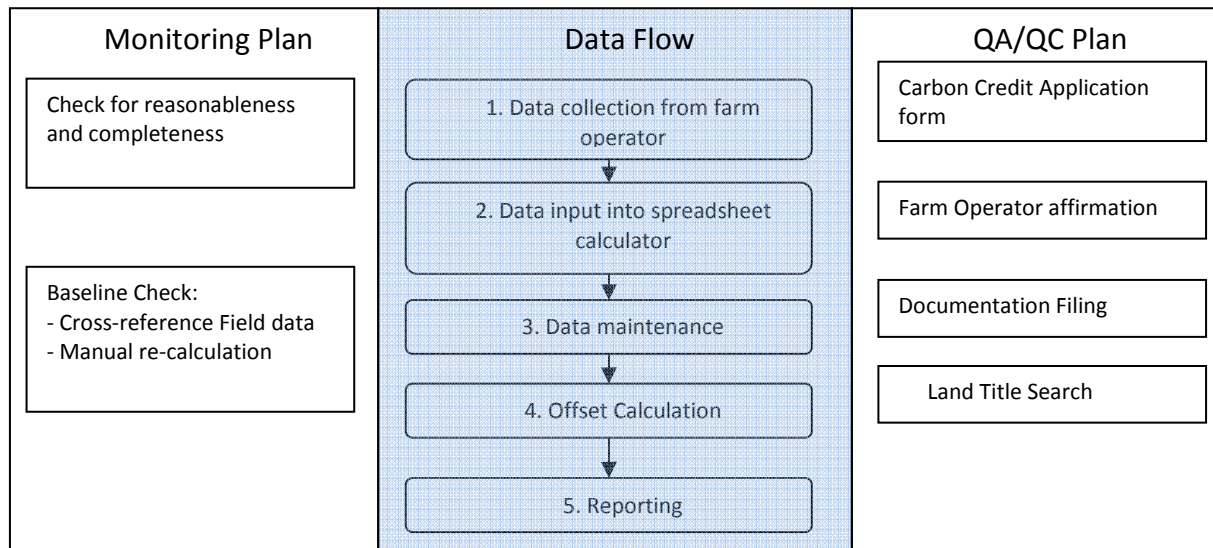 Monitoring Plan
Check for reasonableness
and completeness
Baseline Check:
- Cross-reference Field data
- Manual re-calculation
Data Flow
1. Data collection from farm
operator
2. Data input into spreadsheet
calculator
3. Data maintenance
4. Offset Calculation
5. Reporting
QA/QC Plan
Carbon Credit Application
form
Farm Operator affirmation
Documentation Filing
Land Title Search